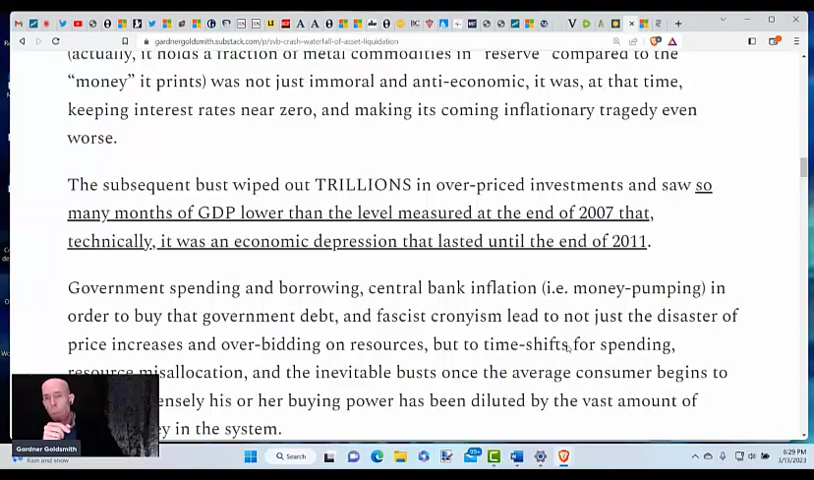 gardnergoldsmith.substack.com/p/svb-crash-waterfall-of-asset-liquidation
(actually, it holds a fraction of metal commodities in "reserve" compared to the
"money" it prints) was not just immoral and anti-economic, it was, at that time,
keeping interest rates near zero, and making its coming inflationary tragedy even
worse.
The subsequent bust wiped out TRILLIONS in over-priced investments and saw so
many months of GDP lower than the level measured at the end of 2007 that,
technically, it was an economic depression that lasted until the end of 2011.
Government spending and borrowing, central bank inflation (i.e. money-pumping) in
order to buy that government debt, and fascist cronyism lead to not just the disaster of
price increases and over-bidding on resources, but to time-shifts for spending,
resource misallocation, and the inevitable busts once the average consumer begins to
ensely his or her buying power has been diluted by the vast amount of
y in the system.
Gardner Goldsmith
Rain and snow
Search
99+
6:29 PM
3/13/2023